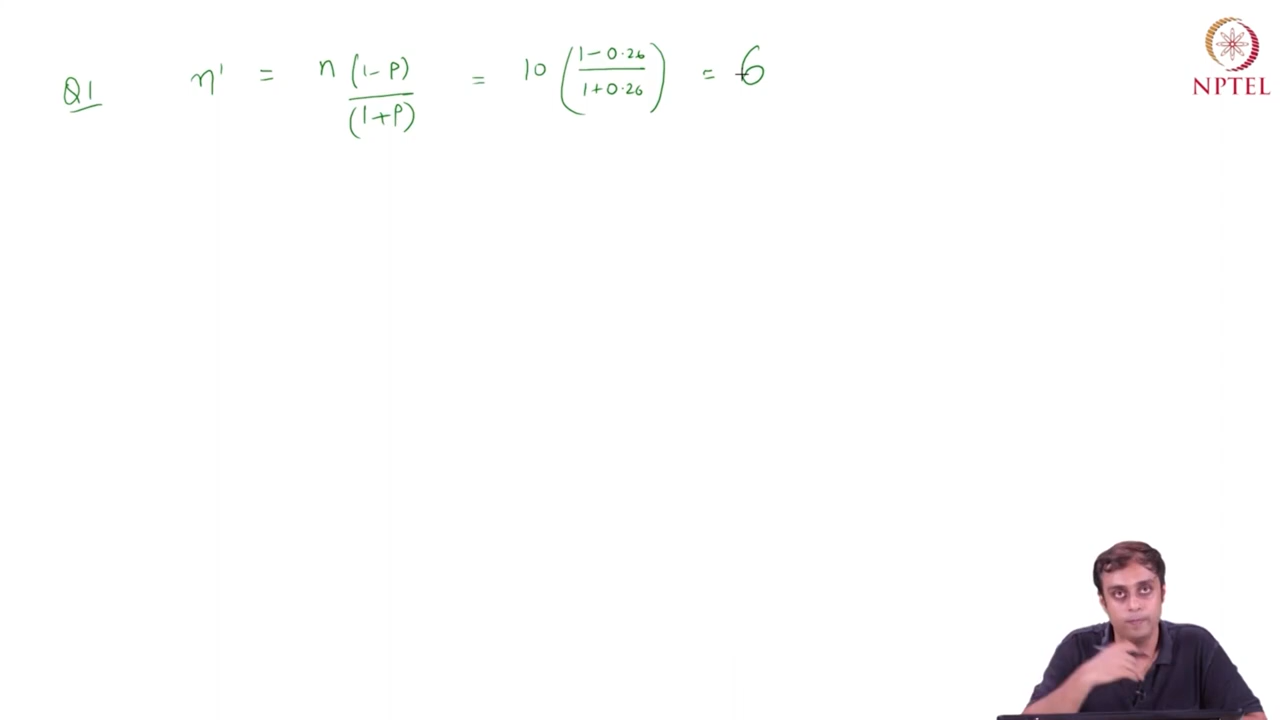 Q1 n' = n (1-P) / (1+P) = 10 ( 1-0.26 / 1+0.26 ) = 6
NPTEL